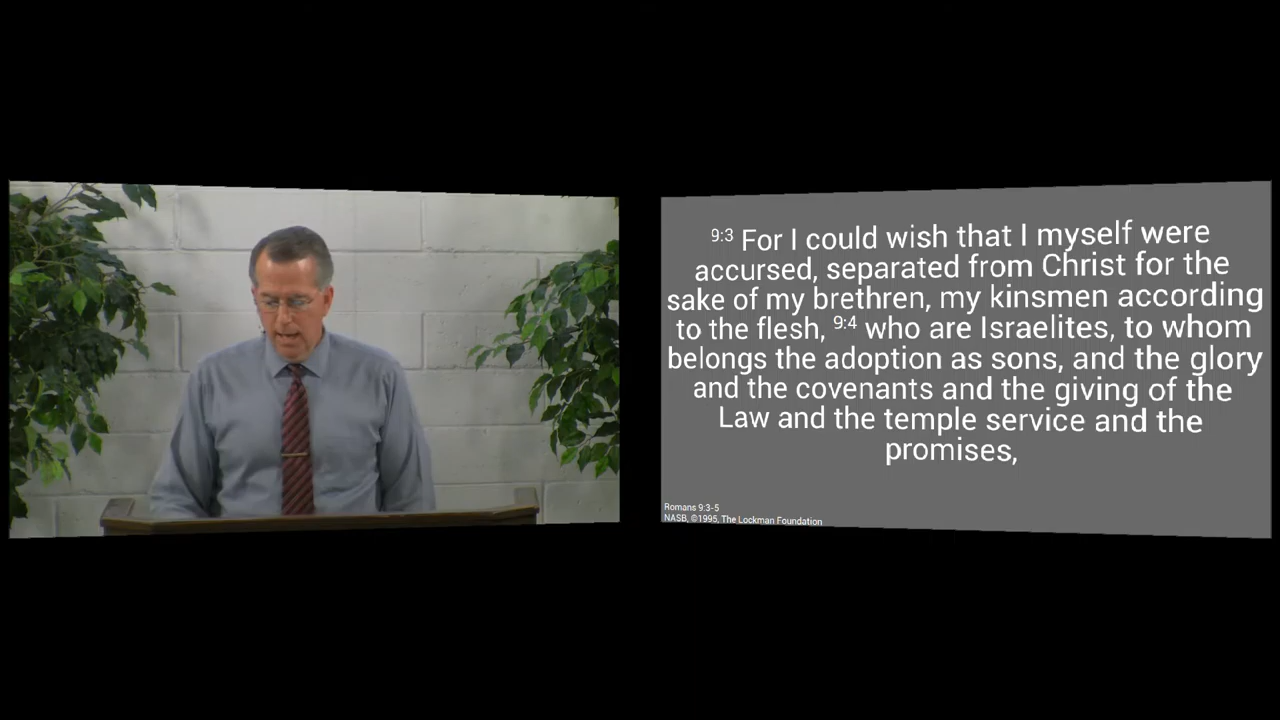 9:3 For I could wish that I myself were
accursed, separated from Christ for the
sake of my brethren, my kinsmen according
to the flesh, 9:4 who are Israelites, to whom
belongs the adoption as sons, and the glory
and the covenants and the giving of the
Law and the temple service and the
promises,
Romans 9:3-5
NASB, ©1995, The Lockman Foundation